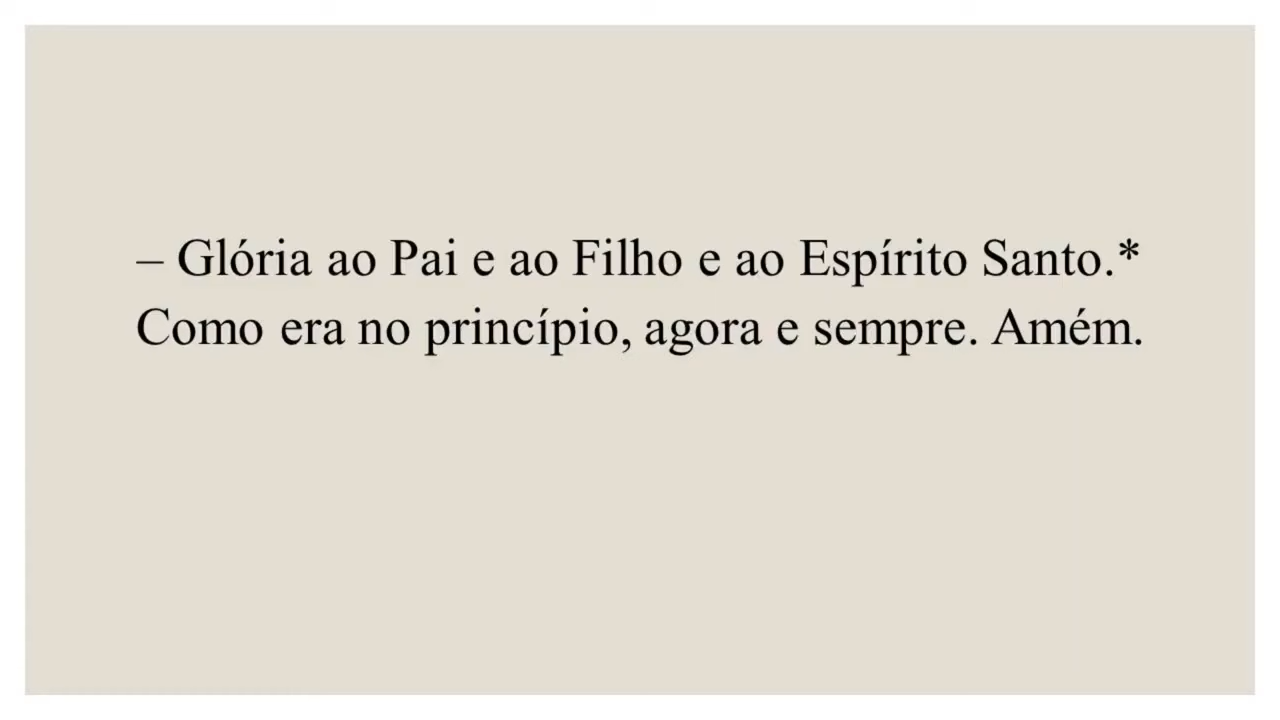 – Glória ao Pai e ao Filho e ao Espírito Santo.*
Como era no princípio, agora e sempre. Amém.